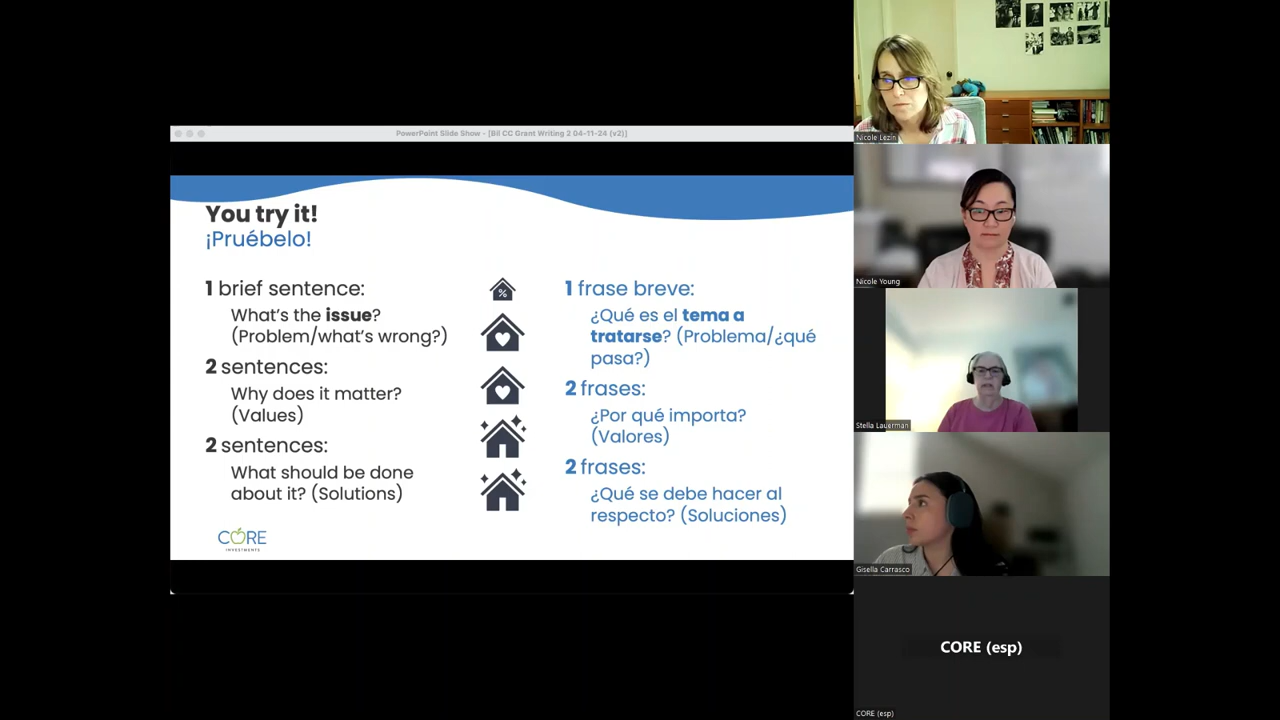 PowerPoint Slide Show - [Bil CC Grant Writing 2 04-11-24 (v2)]
You try it!
¡Pruébelo!
1 brief sentence:
What's the issue?
(Problem/what's wrong?)
2 sentences:
Why does it matter?
(Values)
2 sentences:
What should be done
about it? (Solutions)
%
1 frase breve:
¿Qué es el tema a
tratarse? (Problema/¿qué
pasa?)
2 frases:
¿Por qué importa?
(Valores)
2 frases:
¿Qué se debe hacer al
respecto? (Soluciones)
CORE
INVESTMENTS
Nicole Lezin
Nicole Young
Stella Lauerman
Gisella Carrasco
CORE (esp)
CORE (esp)